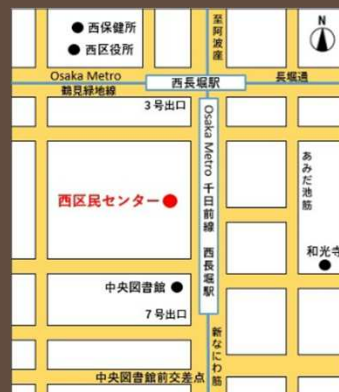 西保健所
西区役所
至阿波座
N
Osaka Metro
鶴見緑地線
西長堀駅
長堀通
3号出口
Osaka Metro 千日前線 西長堀駅
あみだ池筋
西区民センター
和光寺
中央図書館
7号出口
新なにわ筋
中央図書館前交差点